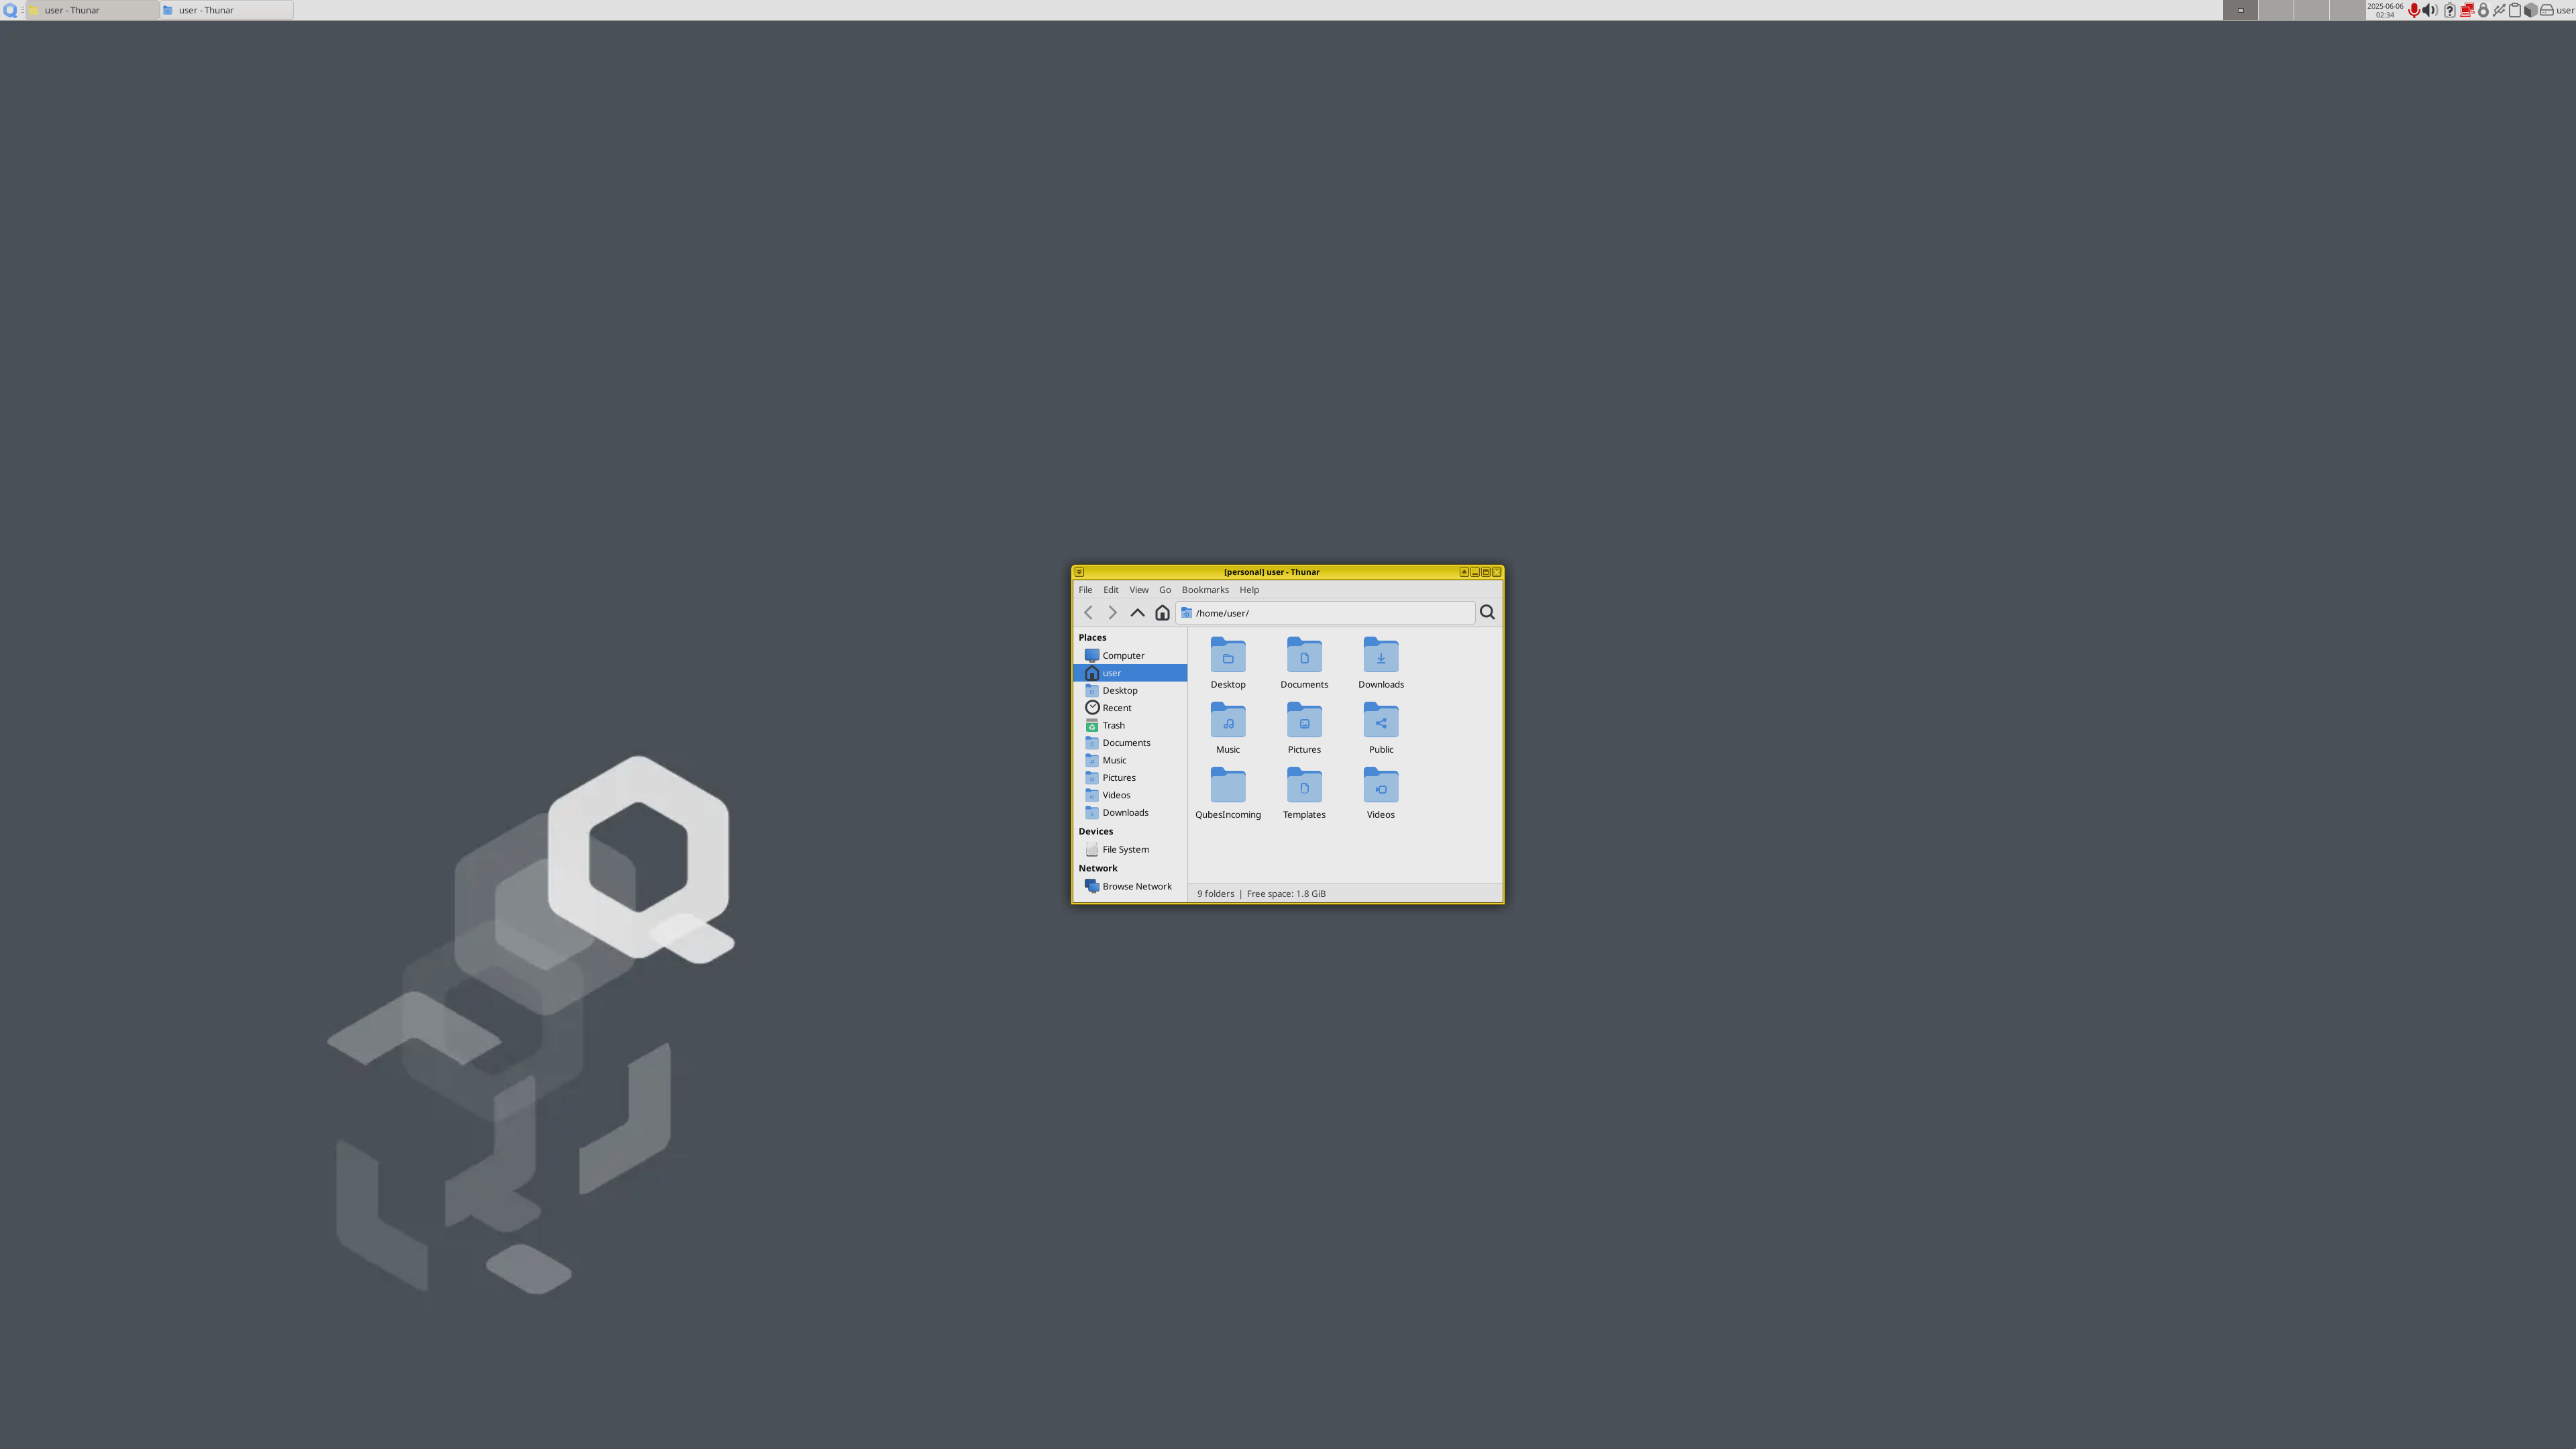 user - Thunar
user - Thunar
2025-06-06
02:34
user
[personal] user - Thunar
File Edit View Go Bookmarks Help
/home/user/
Places
Computer
user
Desktop
Recent
Trash
Documents
Music
Pictures
Videos
Downloads
Devices
File System
Network
Browse Network
Desktop Documents Downloads
Music Pictures Public
QubesIncoming Templates Videos
9 folders | Free space: 1.8 GiB